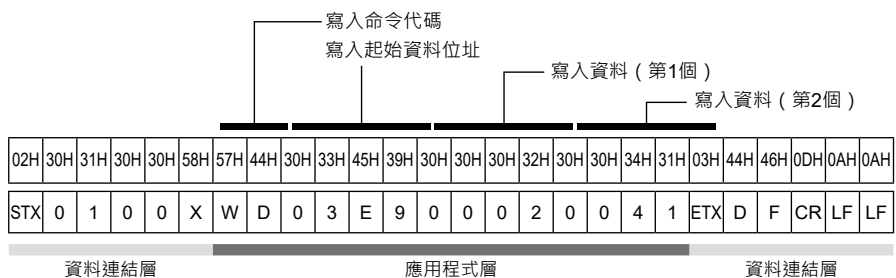 寫入命令代碼
寫入起始資料位址
寫入資料（第1個）
寫入資料（第2個）
02H 30H 31H 30H 30H 58H 57H 44H 30H 33H 45H 39H 30H 30H 30H 32H 30H 30H 34H 31H 03H 44H 46H 0DH 0AH 0AH
STX 0 1 0 0 X W D 0 3 E 9 0 0 0 2 0 0 4 1 ETX D F CR LF LF
資料連結層 應用程式層 資料連結層